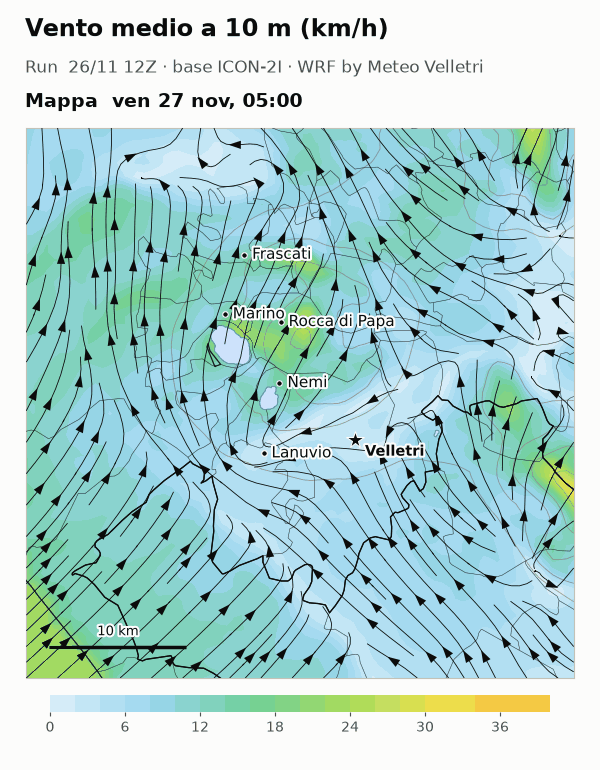 Vento medio a 10 m (km/h)
Run  26/11 12Z · base ICON-2I · WRF by Meteo Velletri
Mappa  ven 27 nov, 05:00
Frascati
Marino
Rocca di Papa
Nemi
Velletri
Lanuvio
10 km
0 6 12 18 24 30 36